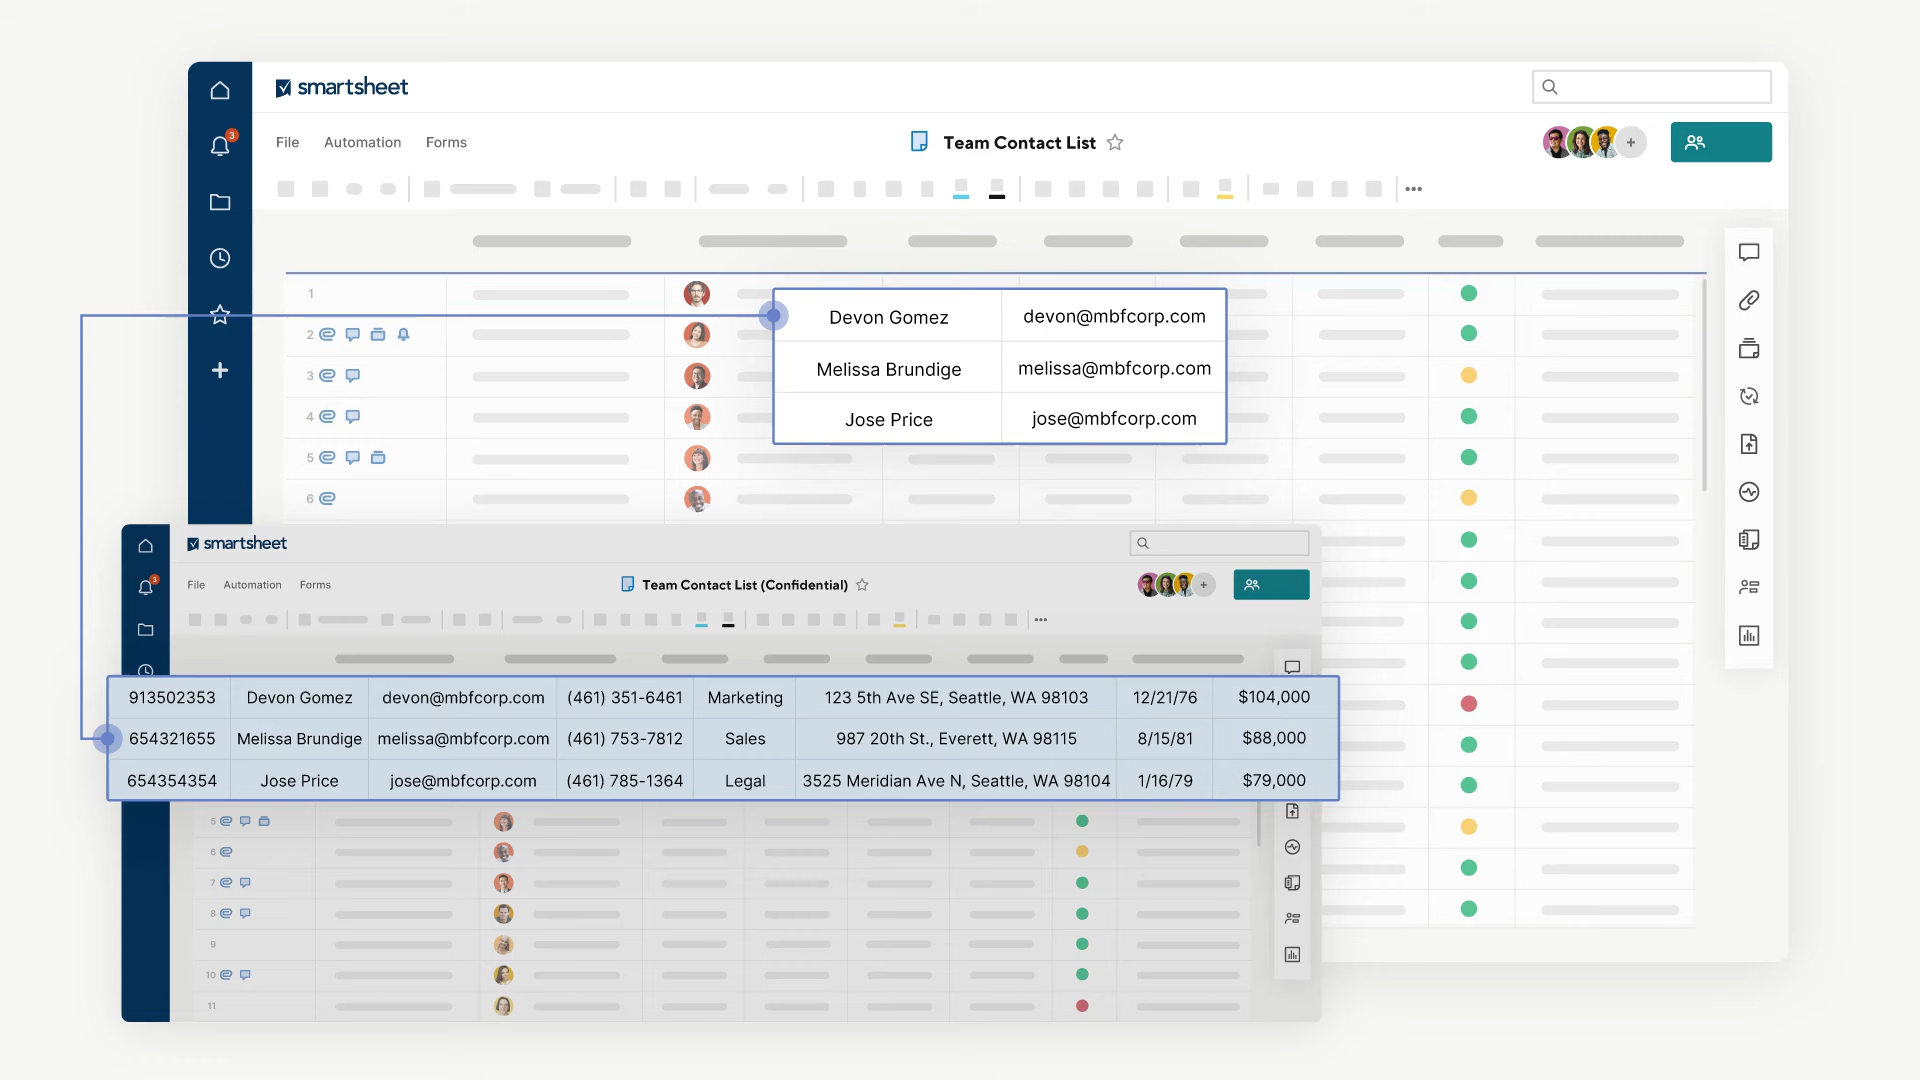 smartsheet
3
File Automation Forms
Team Contact List
+
1
Devon Gomez devon@mbfcorp.com
2
Melissa Brundige melissa@mbfcorp.com
3
4
Jose Price jose@mbfcorp.com
5
6
smartsheet
3
File Automation Forms
Team Contact List (Confidential)
+
913502353 Devon Gomez devon@mbfcorp.com (461) 351-6461 Marketing 123 5th Ave SE, Seattle, WA 98103 12/21/76 $104,000
654321655 Melissa Brundige melissa@mbfcorp.com (461) 753-7812 Sales 987 20th St., Everett, WA 98115 8/15/81 $88,000
654354354 Jose Price jose@mbfcorp.com (461) 785-1364 Legal 3525 Meridian Ave N, Seattle, WA 98104 1/16/79 $79,000
5
6
7
8
9
10
11